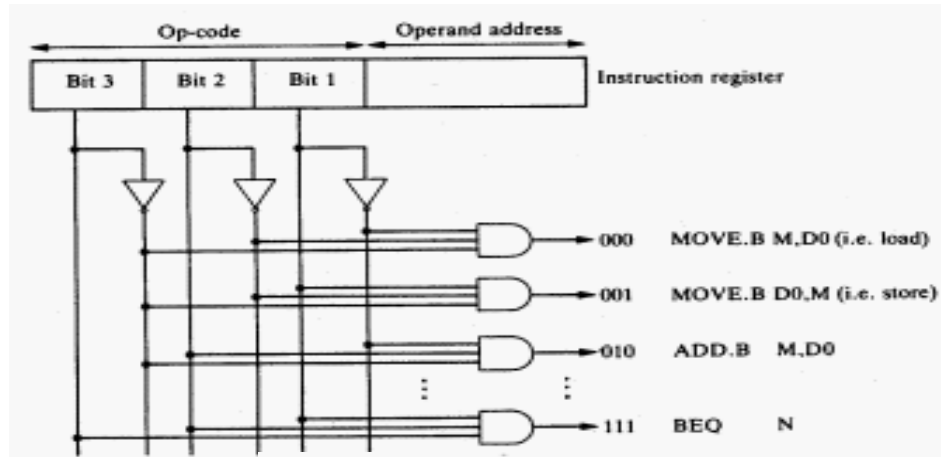 Op-code Operand address
Bit 3 Bit 2 Bit 1 Instruction register
000 MOVE.B M,D0 (i.e. load)
001 MOVE.B D0,M (i.e. store)
010 ADD.B M,D0
111 BEQ N